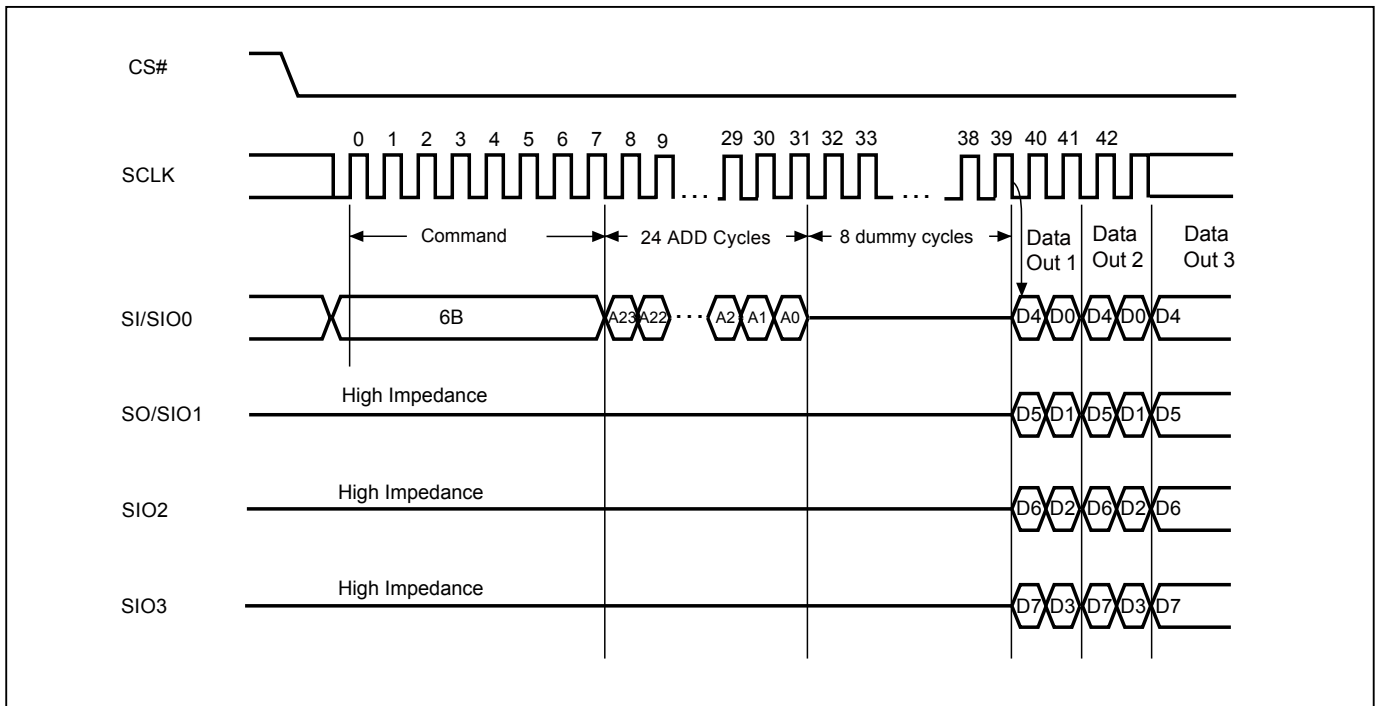 CS#
0 1 2 3 4 5 6 7 8 9 29 30 31 32 33 38 39 40 41 42
SCLK
. . . . . .
Command 24 ADD Cycles 8 dummy cycles Data Out 1 Data Out 2 Data Out 3
SI/SIO0 6B A23 A22 . . . A2 A1 A0 D4 D0 D4 D0 D4
High Impedance
SO/SIO1 D5 D1 D5 D1 D5
High Impedance
SIO2 D6 D2 D6 D2 D6
High Impedance
SIO3 D7 D3 D7 D3 D7